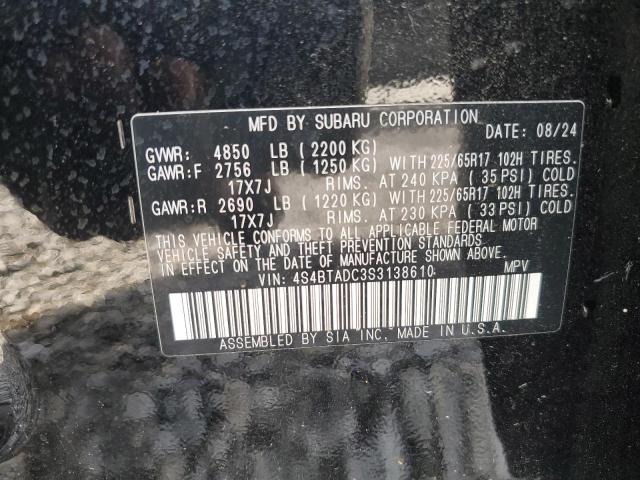 MFD BY SUBARU CORPORATION
DATE: 08/24
GVWR: 4850 LB (2200 KG)
GAWR:F 2756 LB (1250 KG) WITH 225/65R17 102H TIRES.
17X7J RIMS. AT 240 KPA (35 PSI) COLD
GAWR:R 2690 LB (1220 KG) WITH 225/65R17 102H TIRES.
17X7J RIMS. AT 230 KPA (33 PSI) COLD
THIS VEHICLE CONFORMS TO ALL APPLICABLE FEDERAL MOTOR
VEHICLE SAFETY AND THEFT PREVENTION STANDARDS
IN EFFECT ON THE DATE OF MANUFACTURE SHOWN ABOVE.
VIN: 4S4BTADC3S3138610 MPV
ASSEMBLED BY SIA INC. MADE IN U.S.A.